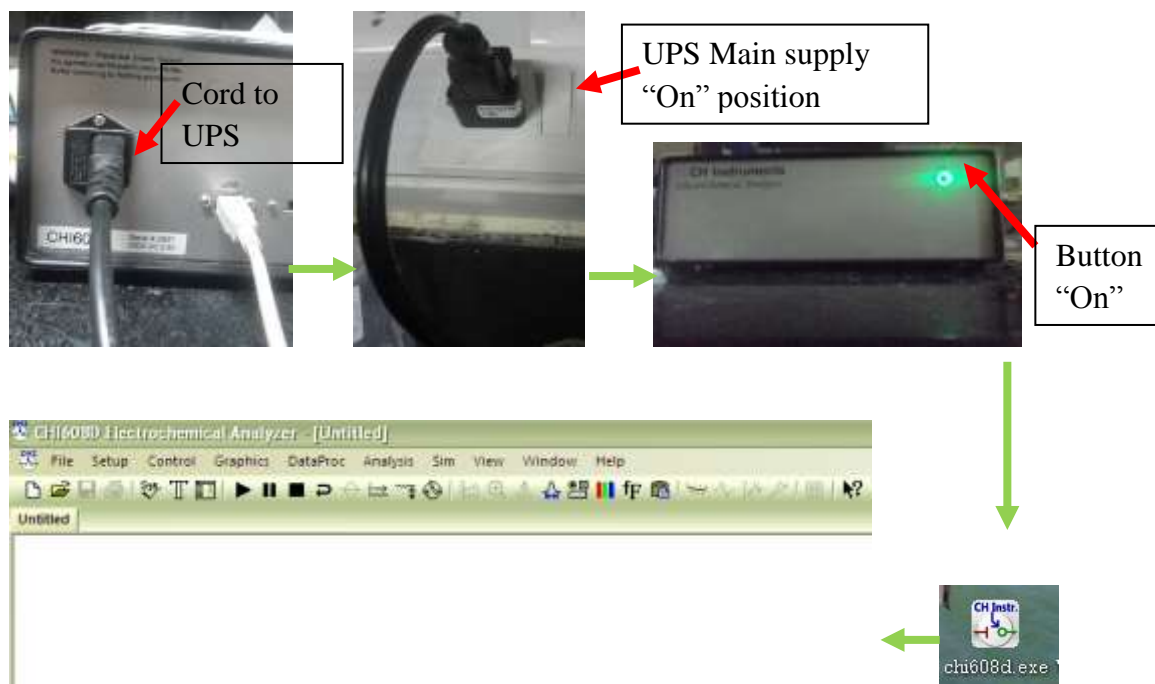 Cord to
UPS
UPS Main supply
“On” position
CH Instruments
Button
“On”
CHI608D Electrochemical Analyzer - [Untitled]
File Setup Control Graphics DataProc Analysis Sim View Window Help
Untitled
CH Instr.
chi608d.exe